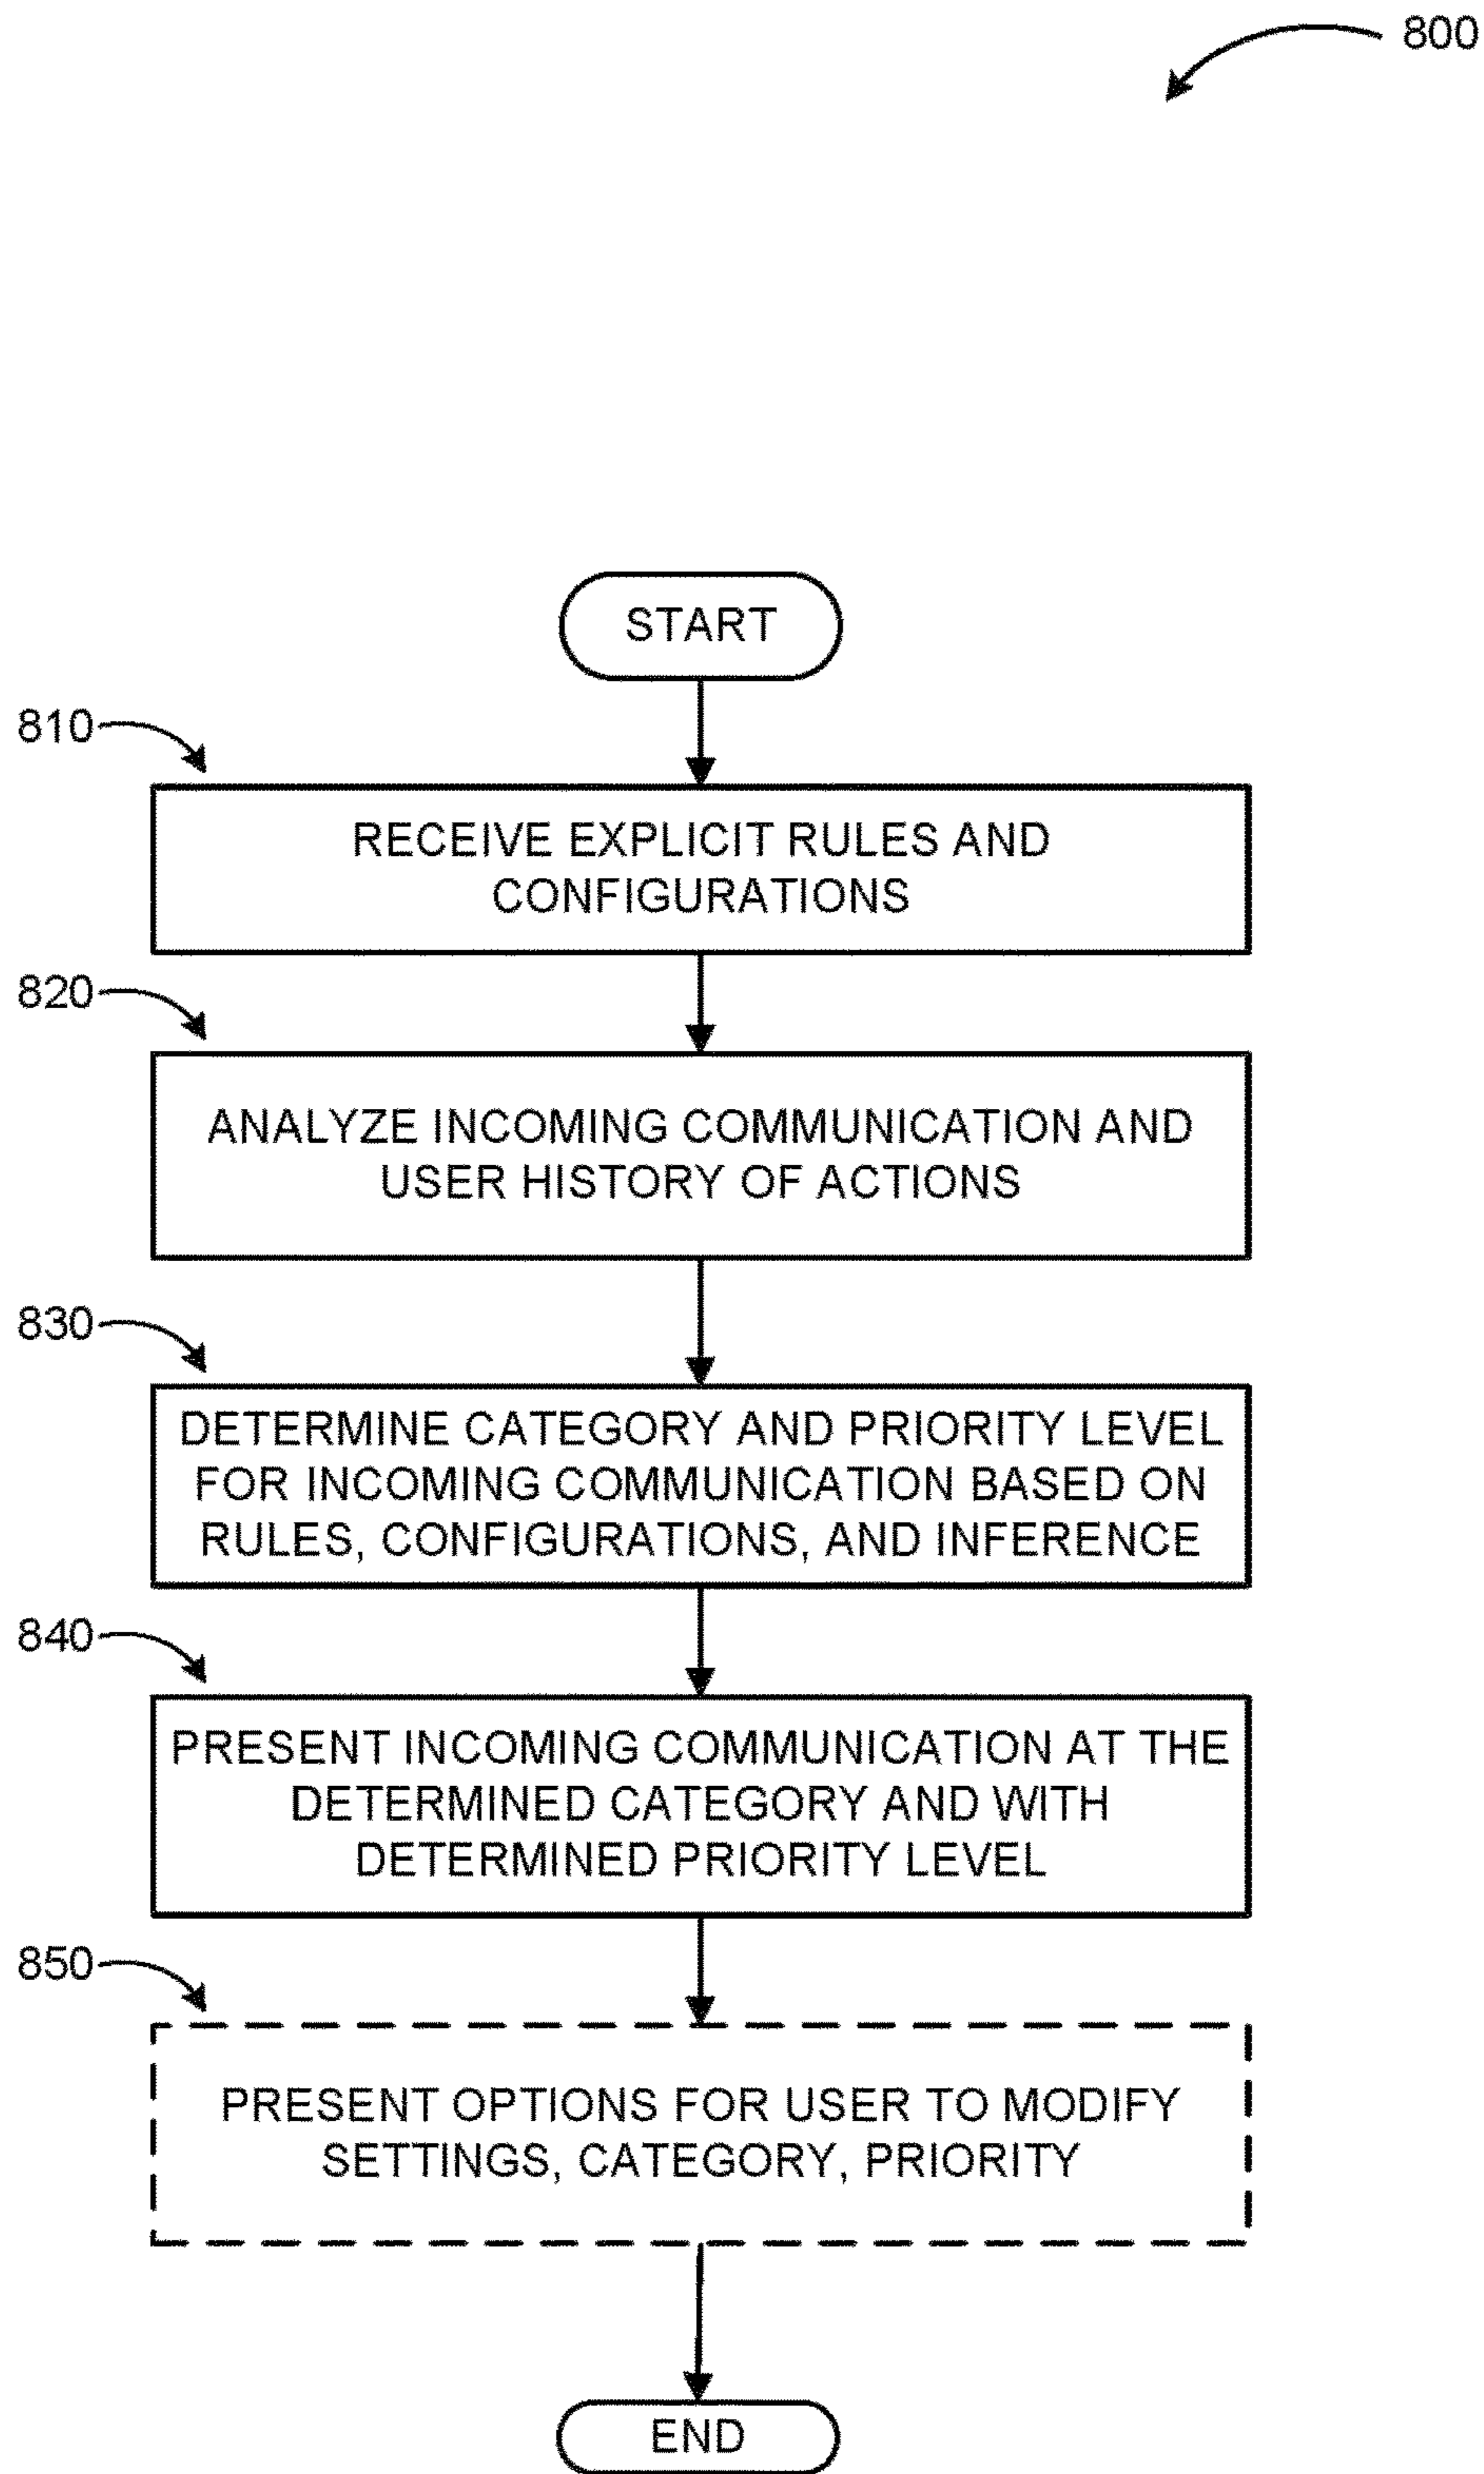 800
START
810
RECEIVE EXPLICIT RULES AND
CONFIGURATIONS
820
ANALYZE INCOMING COMMUNICATION AND
USER HISTORY OF ACTIONS
830
DETERMINE CATEGORY AND PRIORITY LEVEL
FOR INCOMING COMMUNICATION BASED ON
RULES, CONFIGURATIONS, AND INFERENCE
840
PRESENT INCOMING COMMUNICATION AT THE
DETERMINED CATEGORY AND WITH
DETERMINED PRIORITY LEVEL
850
PRESENT OPTIONS FOR USER TO MODIFY
SETTINGS, CATEGORY, PRIORITY
END